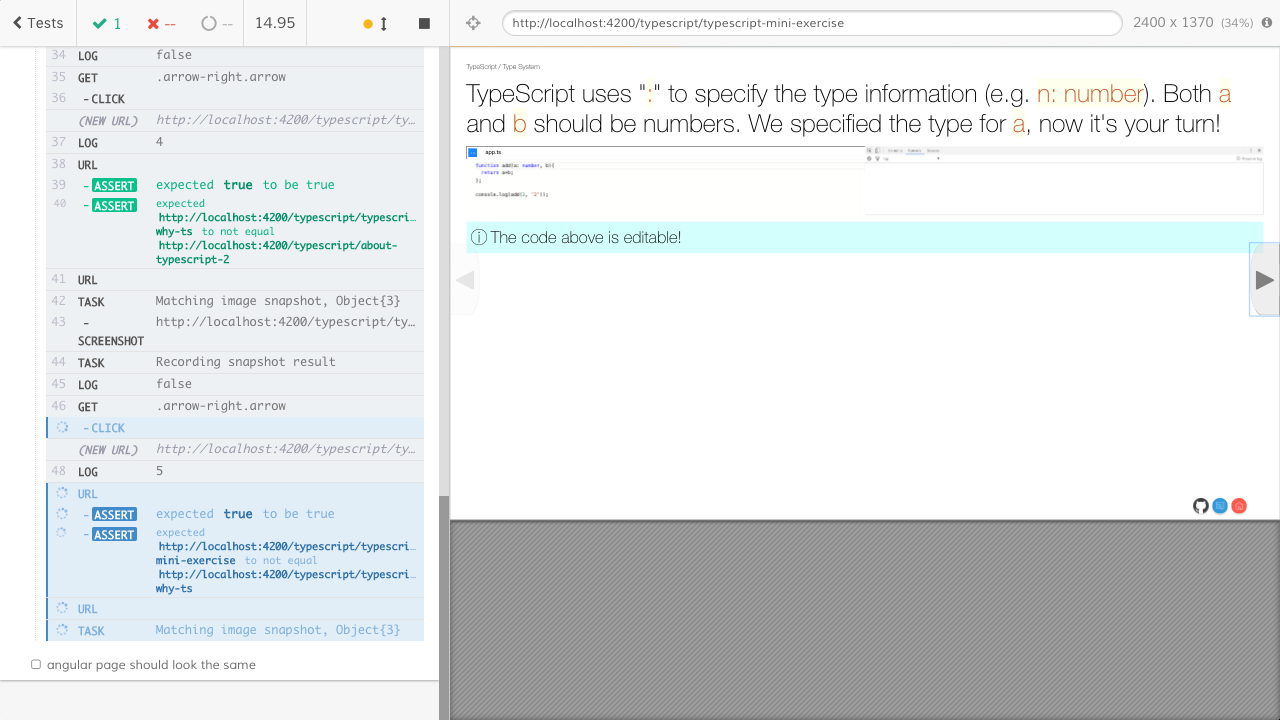 Tests
1
--
--
14.95
34 LOG false
35 GET .arrow-right.arrow
36 -CLICK
(NEW URL) http://localhost:4200/typescript/ty…
37 LOG 4
38 URL
39 -ASSERT expected true to be true
40 -ASSERT expected
http://localhost:4200/typescript/typescri…
why-ts to not equal
http://localhost:4200/typescript/about-
typescript-2
41 URL
42 TASK Matching image snapshot, Object{3}
43 - http://localhost:4200/typescript/ty…
SCREENSHOT
44 TASK Recording snapshot result
45 LOG false
46 GET .arrow-right.arrow
-CLICK
(NEW URL) http://localhost:4200/typescript/ty…
48 LOG 5
URL
-ASSERT expected true to be true
-ASSERT expected
http://localhost:4200/typescript/typescri…
mini-exercise to not equal
http://localhost:4200/typescript/typescri…
why-ts
URL
TASK Matching image snapshot, Object{3}
angular page should look the same
http://localhost:4200/typescript/typescript-mini-exercise
2400 x 1370 (34%)
TypeScript / Type System
TypeScript uses ":" to specify the type information (e.g. n: number). Both a
and b should be numbers. We specified the type for a, now it's your turn!
app.ts
function add(a: number, b){
return a+b;
};
console.log(add(1, "2"));
The code above is editable!